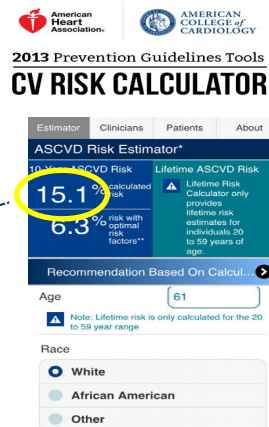 American
Heart
Association®
AMERICAN
COLLEGE of
CARDIOLOGY
2013 Prevention Guidelines Tools
CV RISK CALCULATOR
Estimator Clinicians Patients About
ASCVD Risk Estimator*
10-Year ASCVD Risk Lifetime ASCVD Risk
15.1 % calculated
risk
6.3 % risk with
optimal
risk
factors**
Lifetime Risk
Calculator only
provides
lifetime risk
estimates for
individuals 20
to 59 years of
age.
Recommendation Based On Calcul...
Age 61
Note: Lifetime risk is only calculated for the 20
to 59 year range
Race
White
African American
Other